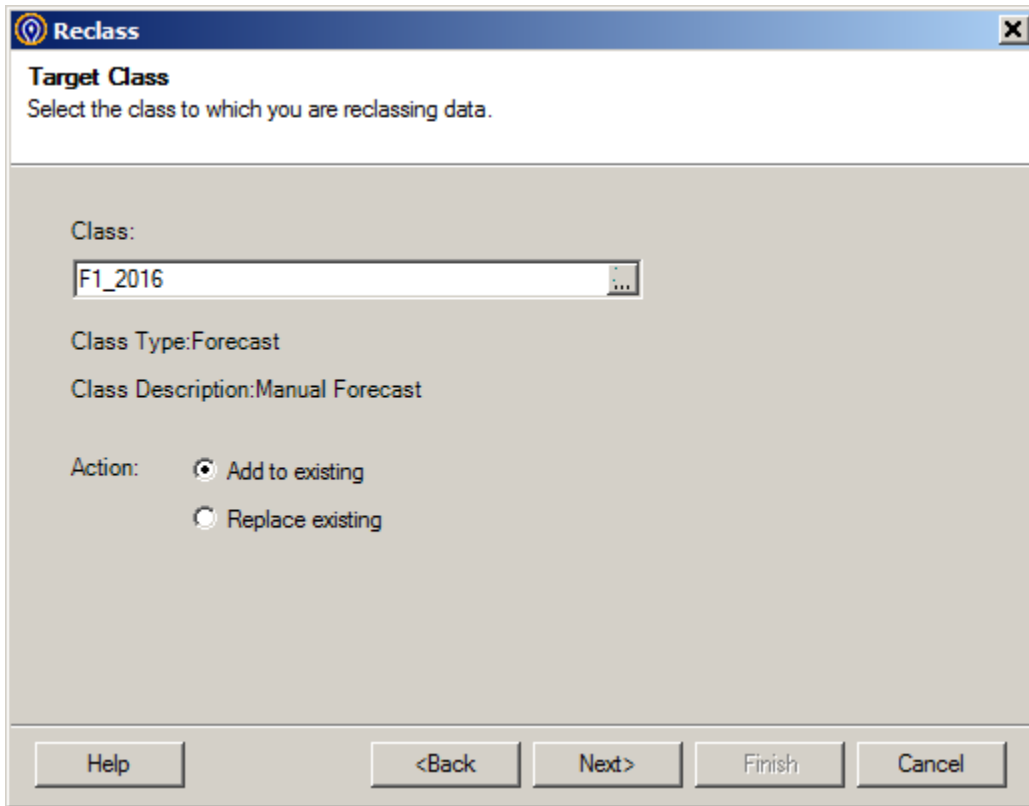 Reclass
Target Class
Select the class to which you are reclassing data.
Class:
F1_2016
...
Class Type:Forecast
Class Description:Manual Forecast
Action:
Add to existing
Replace existing
Help
<Back
Next>
Finish
Cancel